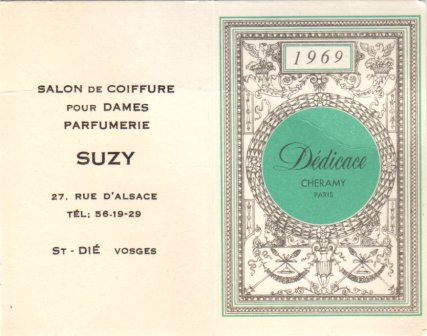 SALON DE COIFFURE
POUR DAMES
PARFUMERIE
SUZY
27, RUE D'ALSACE
TÉL: 56-19-29
ST - DIÉ VOSGES
1969
Dédicace
CHERAMY
PARIS